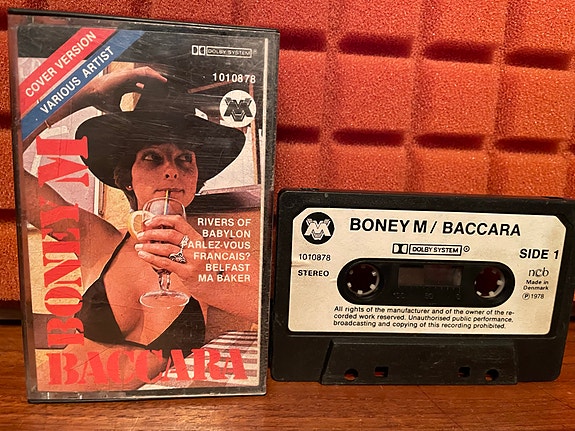 COVER VERSION
VARIOUS ARTIST
DOLBY SYSTEM
1010878
BONEY M
RIVERS OF
BABYLON
PARLEZ-VOUS
FRANCAIS?
BELFAST
MA BAKER
BACCARA
BONEY M / BACCARA
DOLBY SYSTEM
1010878
STEREO
SIDE 1
ncb
Made in
Denmark
℗ 1978
All rights of the manufacturer and of the owner of the re-
corded work reserved. Unauthorised public performance,
broadcasting and copying of this recording prohibited.